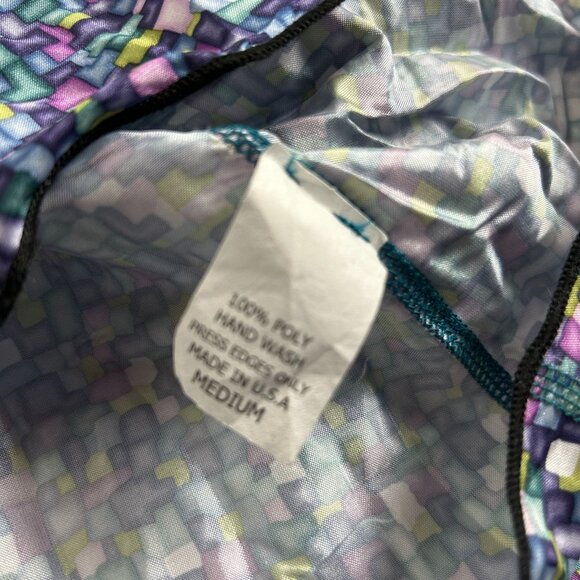 100% POLY
HAND WASH
PRESS EDGES ONLY
MADE IN U.S.A
MEDIUM